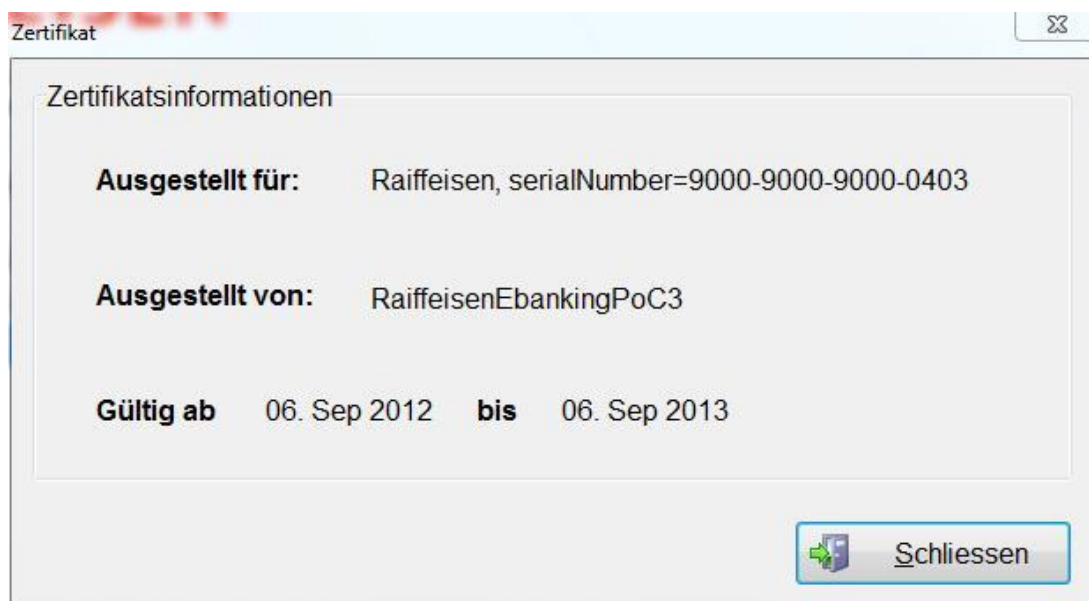 Zertifikat
Zertifikatsinformationen
Ausgestellt für: Raiffeisen, serialNumber=9000-9000-9000-0403
Ausgestellt von: RaiffeisenEbankingPoC3
Gültig ab 06. Sep 2012 bis 06. Sep 2013
Schliessen